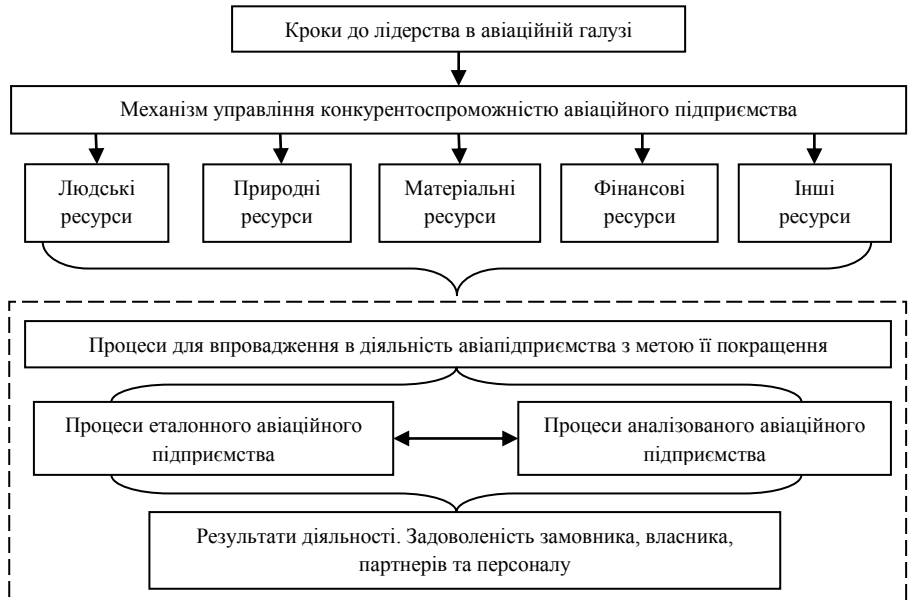 Кроки до лідерства в авіаційній галузі
Механізм управління конкурентоспроможністю авіаційного підприємства
Людські
ресурси
Природні
ресурси
Матеріальні
ресурси
Фінансові
ресурси
Інші
ресурси
Процеси для впровадження в діяльність авіапідприємства з метою її покращення
Процеси еталонного авіаційного
підприємства
Процеси аналізованого авіаційного
підприємства
Результати діяльності. Задоволеність замовника, власника,
партнерів та персоналу